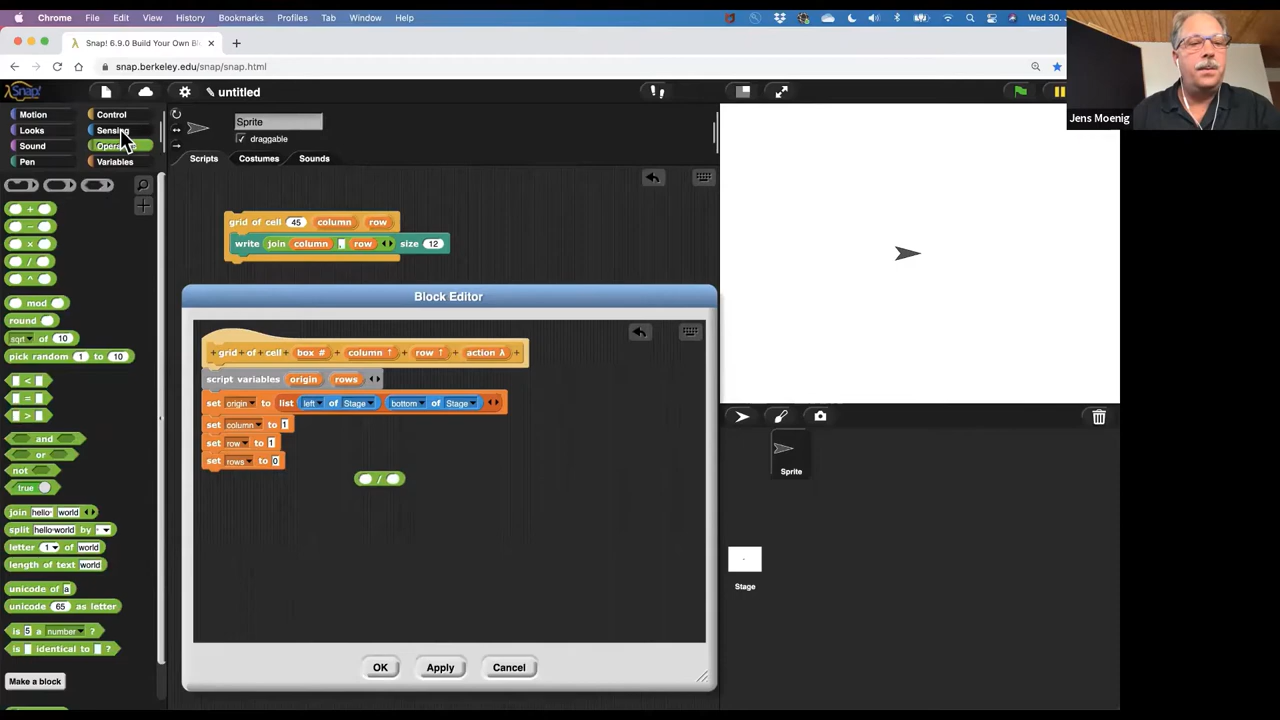 Chrome File Edit View History Bookmarks Profiles Tab Window Help Wed 30.
Snap! 6.9.0 Build Your Own Bl
snap.berkeley.edu/snap/snap.html
Snap! untitled
Jens Moenig
Motion Control
Looks Sensing
Sound
Pen Variables
Sprite
draggable
Scripts Costumes Sounds
+
−
×
/
^
mod
round
sqrt of 10
pick random 1 to 10
<
=
>
and
or
not
true
join hello world
split hello world by
letter 1 of world
length of text world
unicode of a
unicode 65 as letter
is 5 a number ?
is identical to ?
Make a block
grid of cell 45 column row
write join column , row size 12
Block Editor
+ grid + of + cell + box # + column ↑ + row ↑ + action λ +
script variables origin rows
set origin to list left of Stage bottom of Stage
set column to 1
set row to 1
set rows to 0
/
OK Apply Cancel
Sprite
Stage